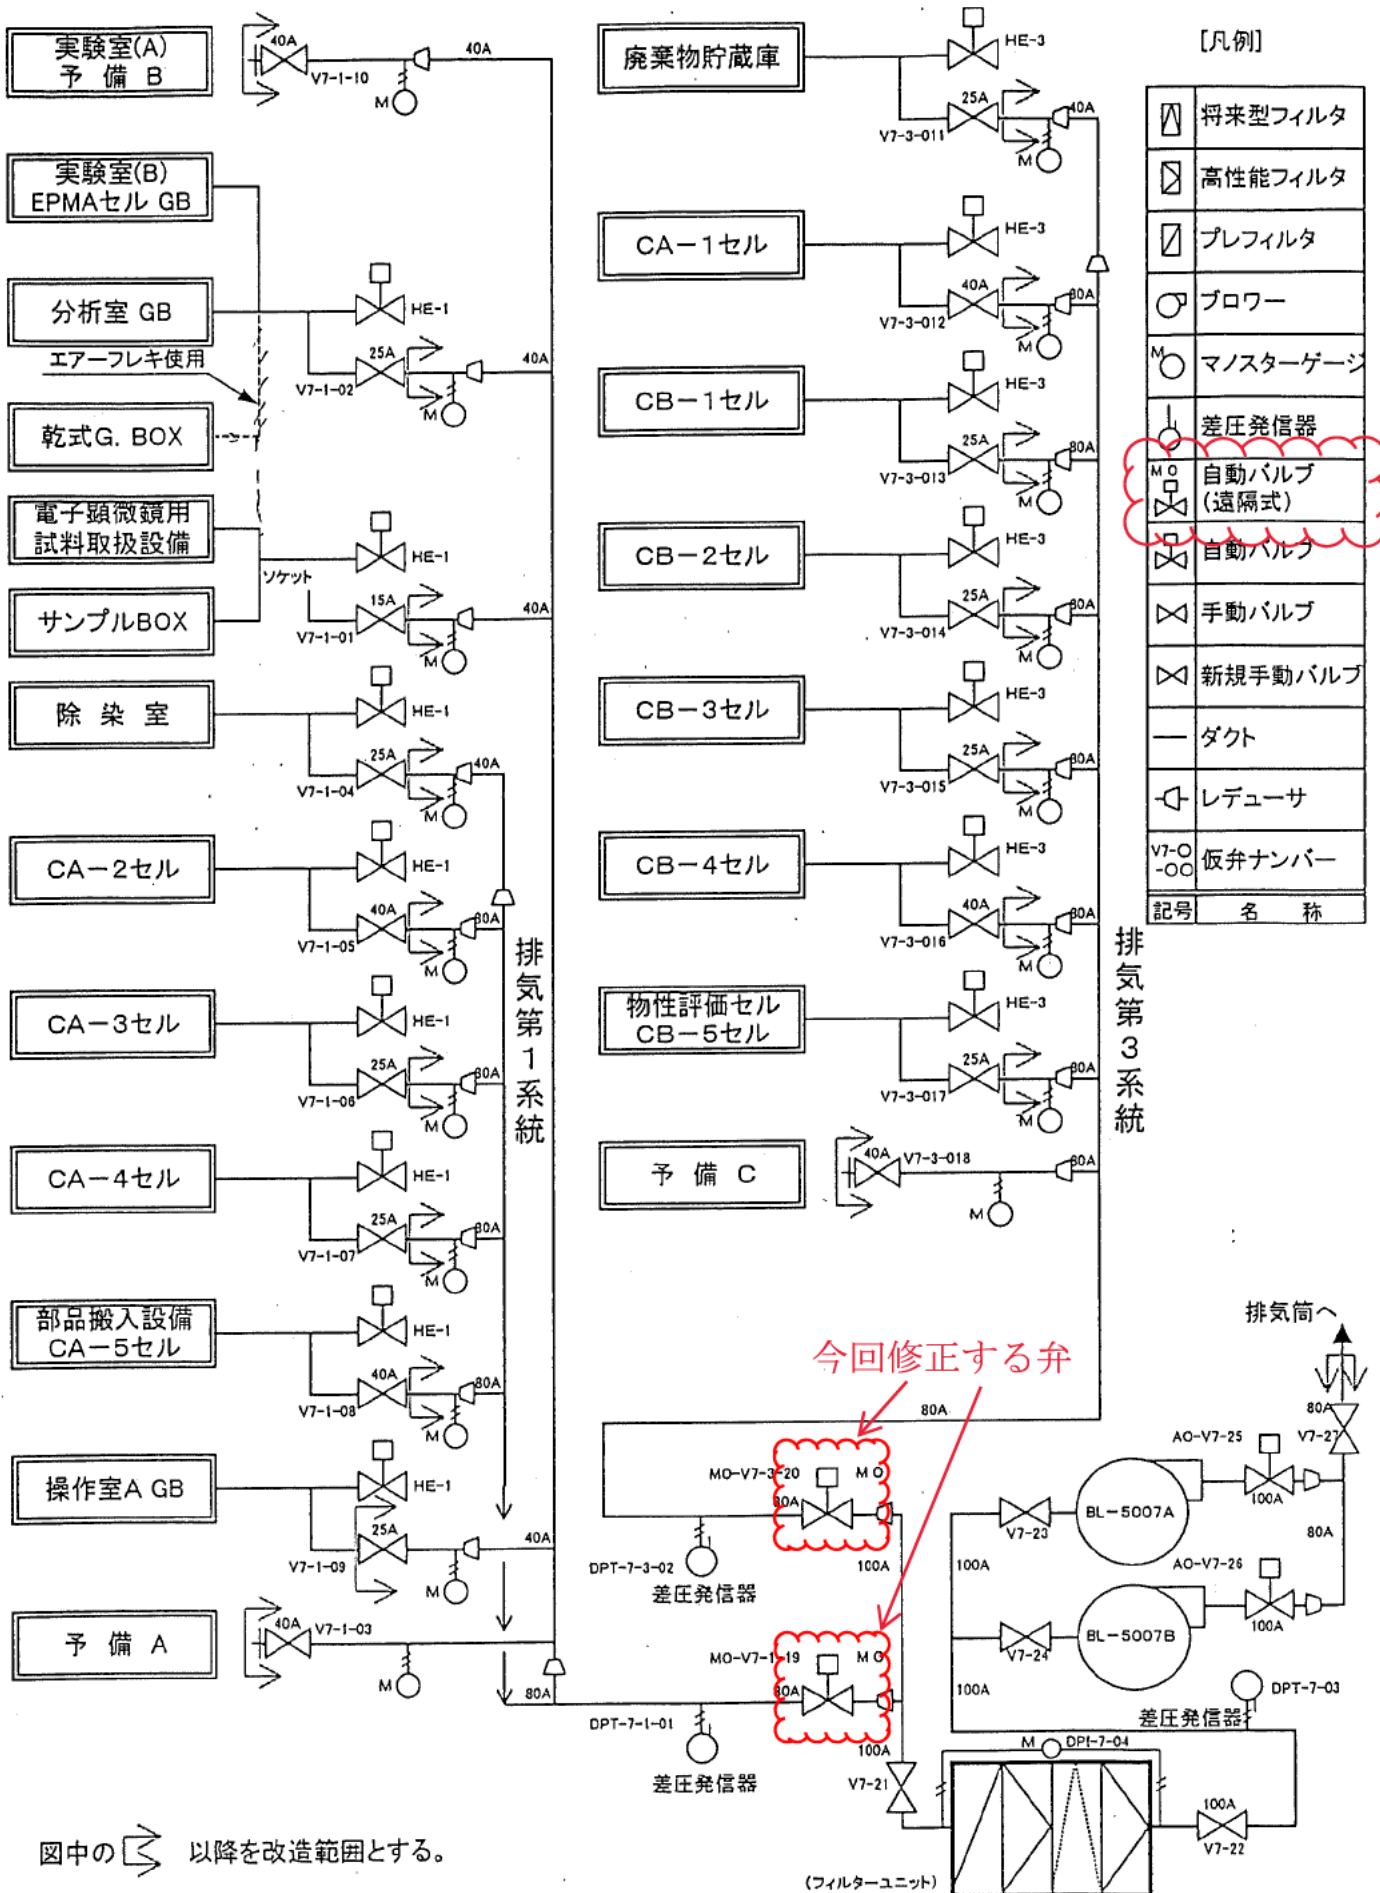 実験室(A)
予 備 B
40A
V7-1-10
M
40A
実験室(B)
EPMAセル GB
分析室 GB
HE-1
エアーフレキ使用
25A
V7-1-02
M
40A
乾式G. BOX
電子顕微鏡用
試料取扱設備
HE-1
ソケット
サンプルBOX
15A
V7-1-01
M
40A
除 染 室
HE-1
25A
V7-1-04
M
40A
CA-2セル
HE-1
40A
V7-1-05
M
80A
CA-3セル
HE-1
25A
V7-1-06
M
80A
CA-4セル
HE-1
25A
V7-1-07
M
80A
部品搬入設備
CA-5セル
HE-1
40A
V7-1-08
M
80A
操作室A GB
HE-1
25A
V7-1-09
M
40A
予 備 A
40A
V7-1-03
M
80A
排気第1系統
廃棄物貯蔵庫
HE-3
25A
V7-3-011
M
40A
CA-1セル
HE-3
40A
V7-3-012
M
80A
CB-1セル
HE-3
25A
V7-3-013
M
80A
CB-2セル
HE-3
25A
V7-3-014
M
80A
CB-3セル
HE-3
25A
V7-3-015
M
80A
CB-4セル
HE-3
40A
V7-3-016
M
80A
物性評価セル
CB-5セル
HE-3
25A
V7-3-017
M
80A
予 備 C
40A
V7-3-018
M
80A
排気第3系統
[凡例]
将来型フィルタ
高性能フィルタ
プレフィルタ
ブロワー
M
マノスターゲージ
差圧発信器
MO
自動バルブ
(遠隔式)
自動バルブ
手動バルブ
新規手動バルブ
ダクト
レデューサ
V7-○
-○○
仮弁ナンバー
記号 名 称
今回修正する弁
80A
MO-V7-3-20
MO
80A
DPT-7-3-02
差圧発信器
100A
MO-V7-1-19
MO
80A
DPT-7-1-01
差圧発信器
100A
V7-21
排気筒へ
80A
V7-27
AO-V7-25
100A
BL-5007A
V7-23
80A
100A
AO-V7-26
100A
BL-5007B
V7-24
100A
DPT-7-03
差圧発信器
M
DPI-7-04
100A
V7-22
(フィルターユニット)
図中の 以降を改造範囲とする。